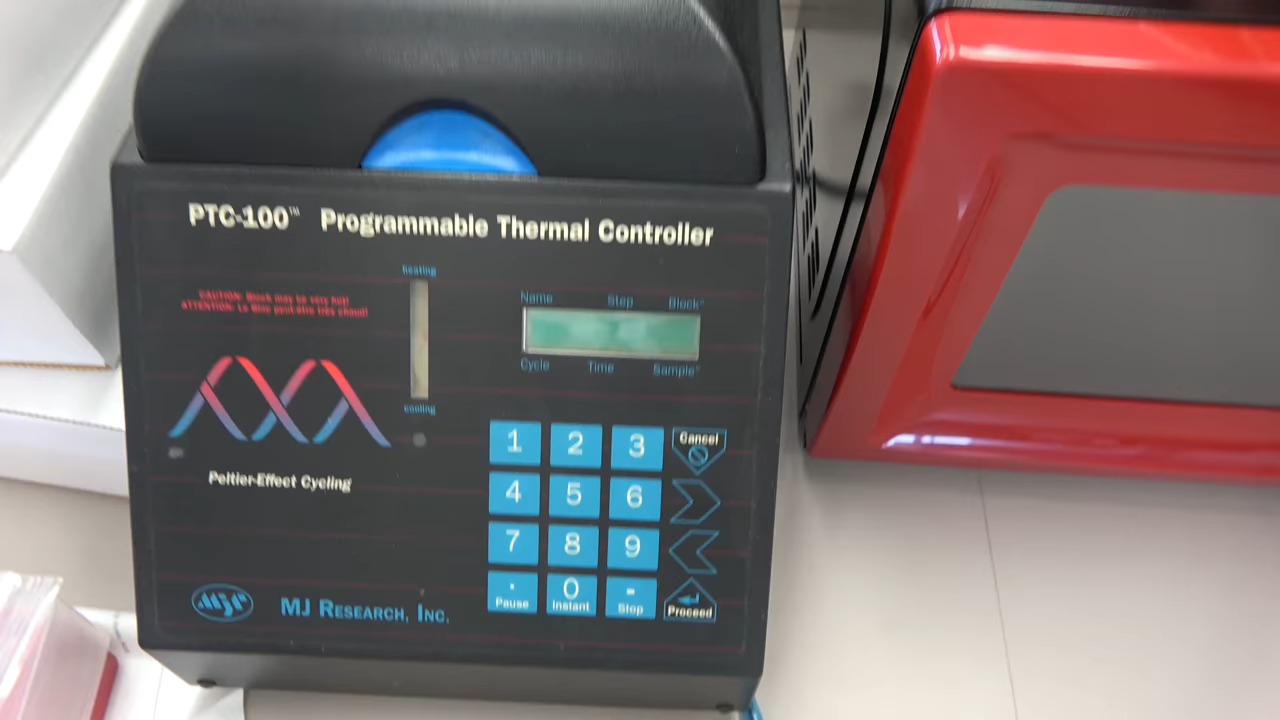 PTC-100™ Programmable Thermal Controller
heating
CAUTION: Block may be very hot!
ATTENTION: Le Bloc peut-être très chaud!
Name Step Block°
Cycle Time Sample°
cooling
Peltier-Effect Cycling
1 2 3 Cancel
4 5 6
7 8 9
. 0 -
Pause Instant Stop Proceed
MJR MJ RESEARCH, INC.